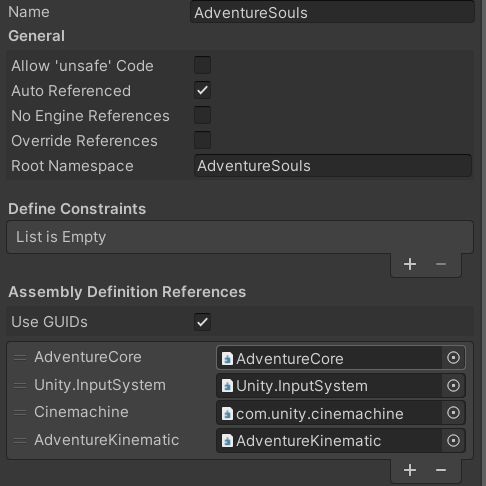 Name AdventureSouls
General
Allow 'unsafe' Code
Auto Referenced
No Engine References
Override References
Root Namespace AdventureSouls
Define Constraints
List is Empty
+ −
Assembly Definition References
Use GUIDs
AdventureCore AdventureCore
Unity.InputSystem Unity.InputSystem
Cinemachine com.unity.cinemachine
AdventureKinematic AdventureKinematic
+ −